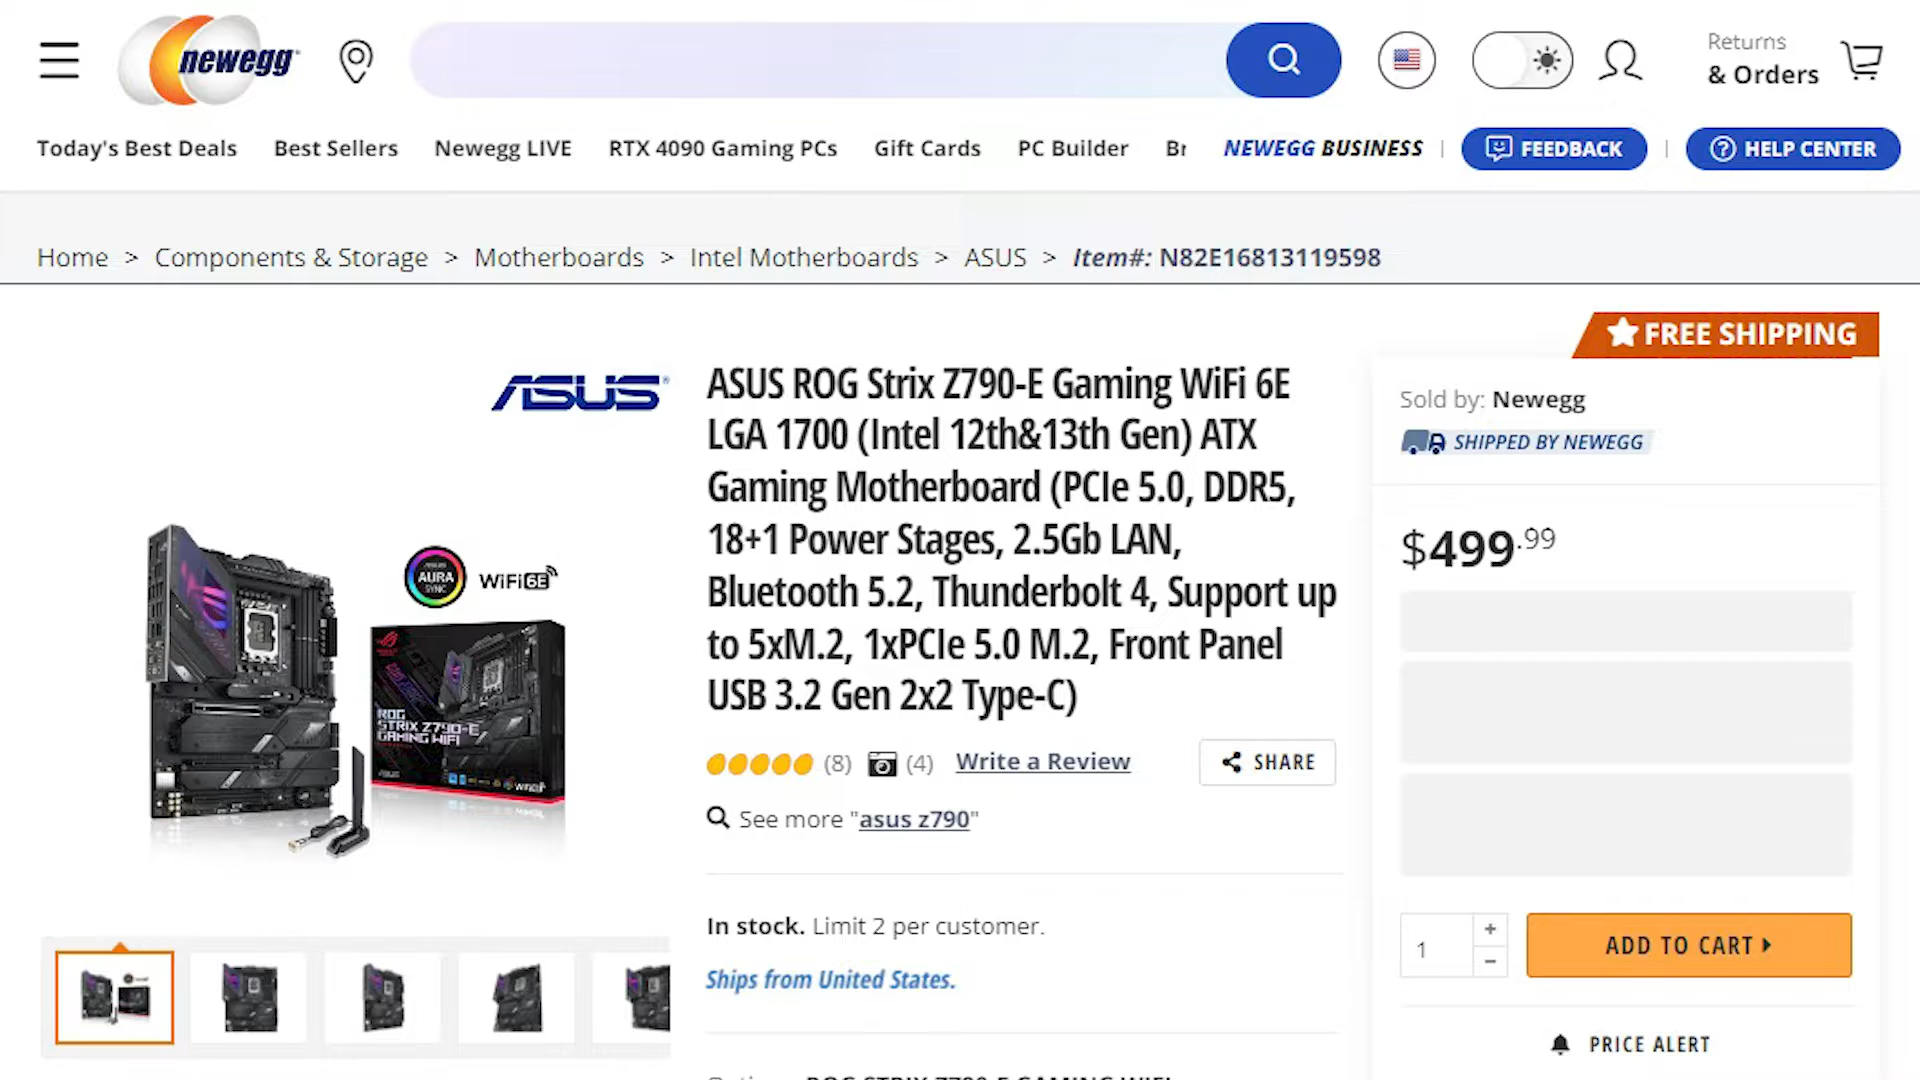 newegg
Returns
& Orders
Today's Best Deals
Best Sellers
Newegg LIVE
RTX 4090 Gaming PCs
Gift Cards
PC Builder
NEWEGG BUSINESS
FEEDBACK
HELP CENTER
Home > Components & Storage > Motherboards > Intel Motherboards > ASUS > Item#: N82E16813119598
FREE SHIPPING
ASUS
ASUS ROG Strix Z790-E Gaming WiFi 6E
LGA 1700 (Intel 12th&13th Gen) ATX
Gaming Motherboard (PCIe 5.0, DDR5,
18+1 Power Stages, 2.5Gb LAN,
Bluetooth 5.2, Thunderbolt 4, Support up
to 5xM.2, 1xPCIe 5.0 M.2, Front Panel
USB 3.2 Gen 2x2 Type-C)
Sold by: Newegg
SHIPPED BY NEWEGG
$499.99
AURA
SYNC
WiFi 6E
ROG
STRIX Z790-E
GAMING WIFI
(8) (4) Write a Review
SHARE
See more "asus z790"
In stock. Limit 2 per customer.
Ships from United States.
1
+
−
ADD TO CART
PRICE ALERT
ROG STRIX Z790-E GAMING WIFI